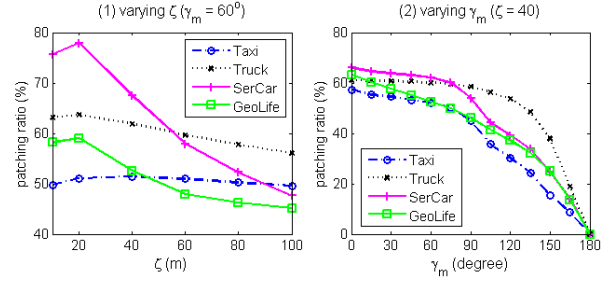 (1) varying ζ (γm = 60o)
patching ratio (%)
80
70
60
50
40
Taxi
Truck
SerCar
GeoLife
20
40
60
80
100
ζ (m)
(2) varying γm (ζ = 40)
patching ratio (%)
80
60
40
20
0
Taxi
Truck
SerCar
GeoLife
0
30
60
90
120
150
180
γm (degree)